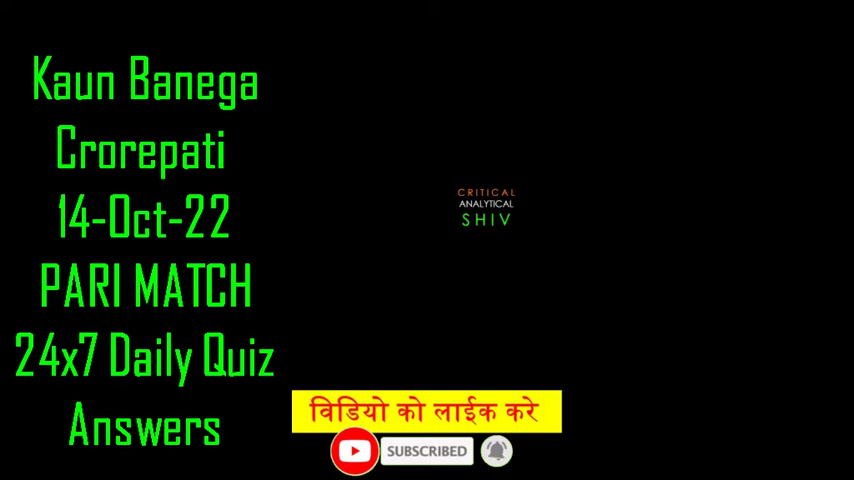 Kaun Banega
Crorepati
14-Oct-22
PARI MATCH
24x7 Daily Quiz
Answers
CRITICAL
ANALYTICAL
SHIV
विडियो को लाईक करे
SUBSCRIBED